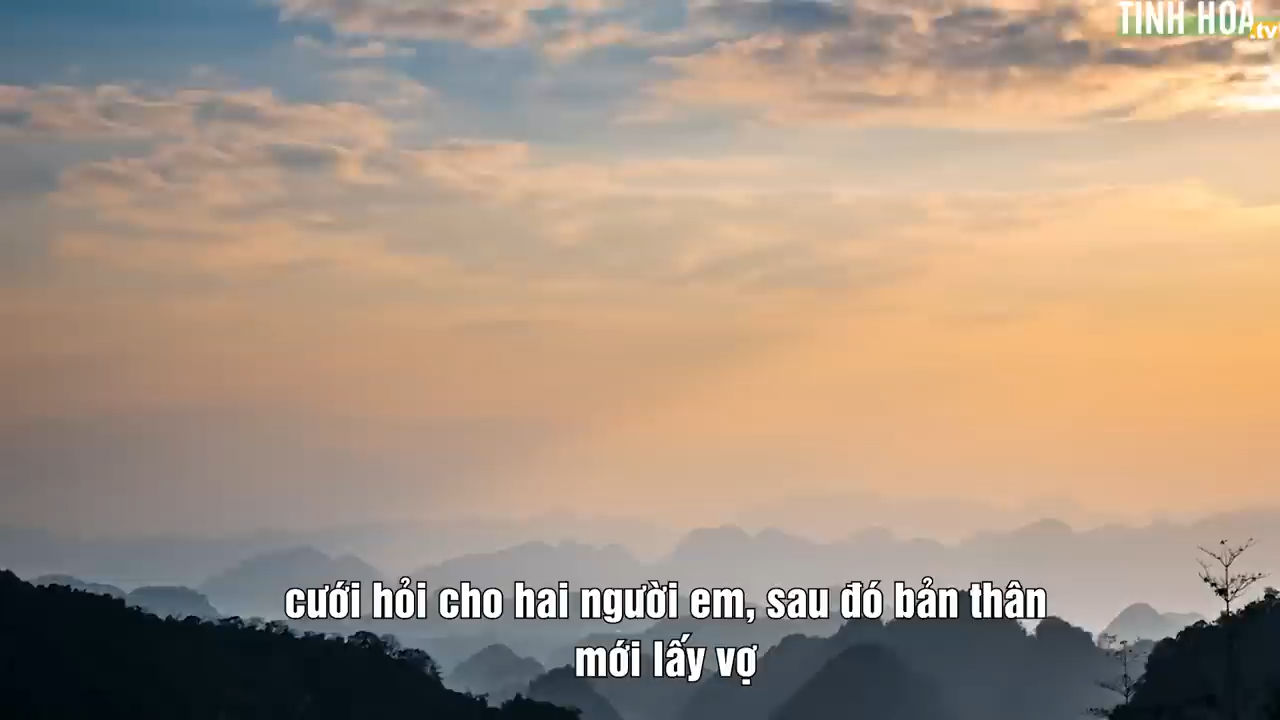 TINH HOA.tv
cưới hỏi cho hai người em, sau đó bản thân
mới lấy vợ